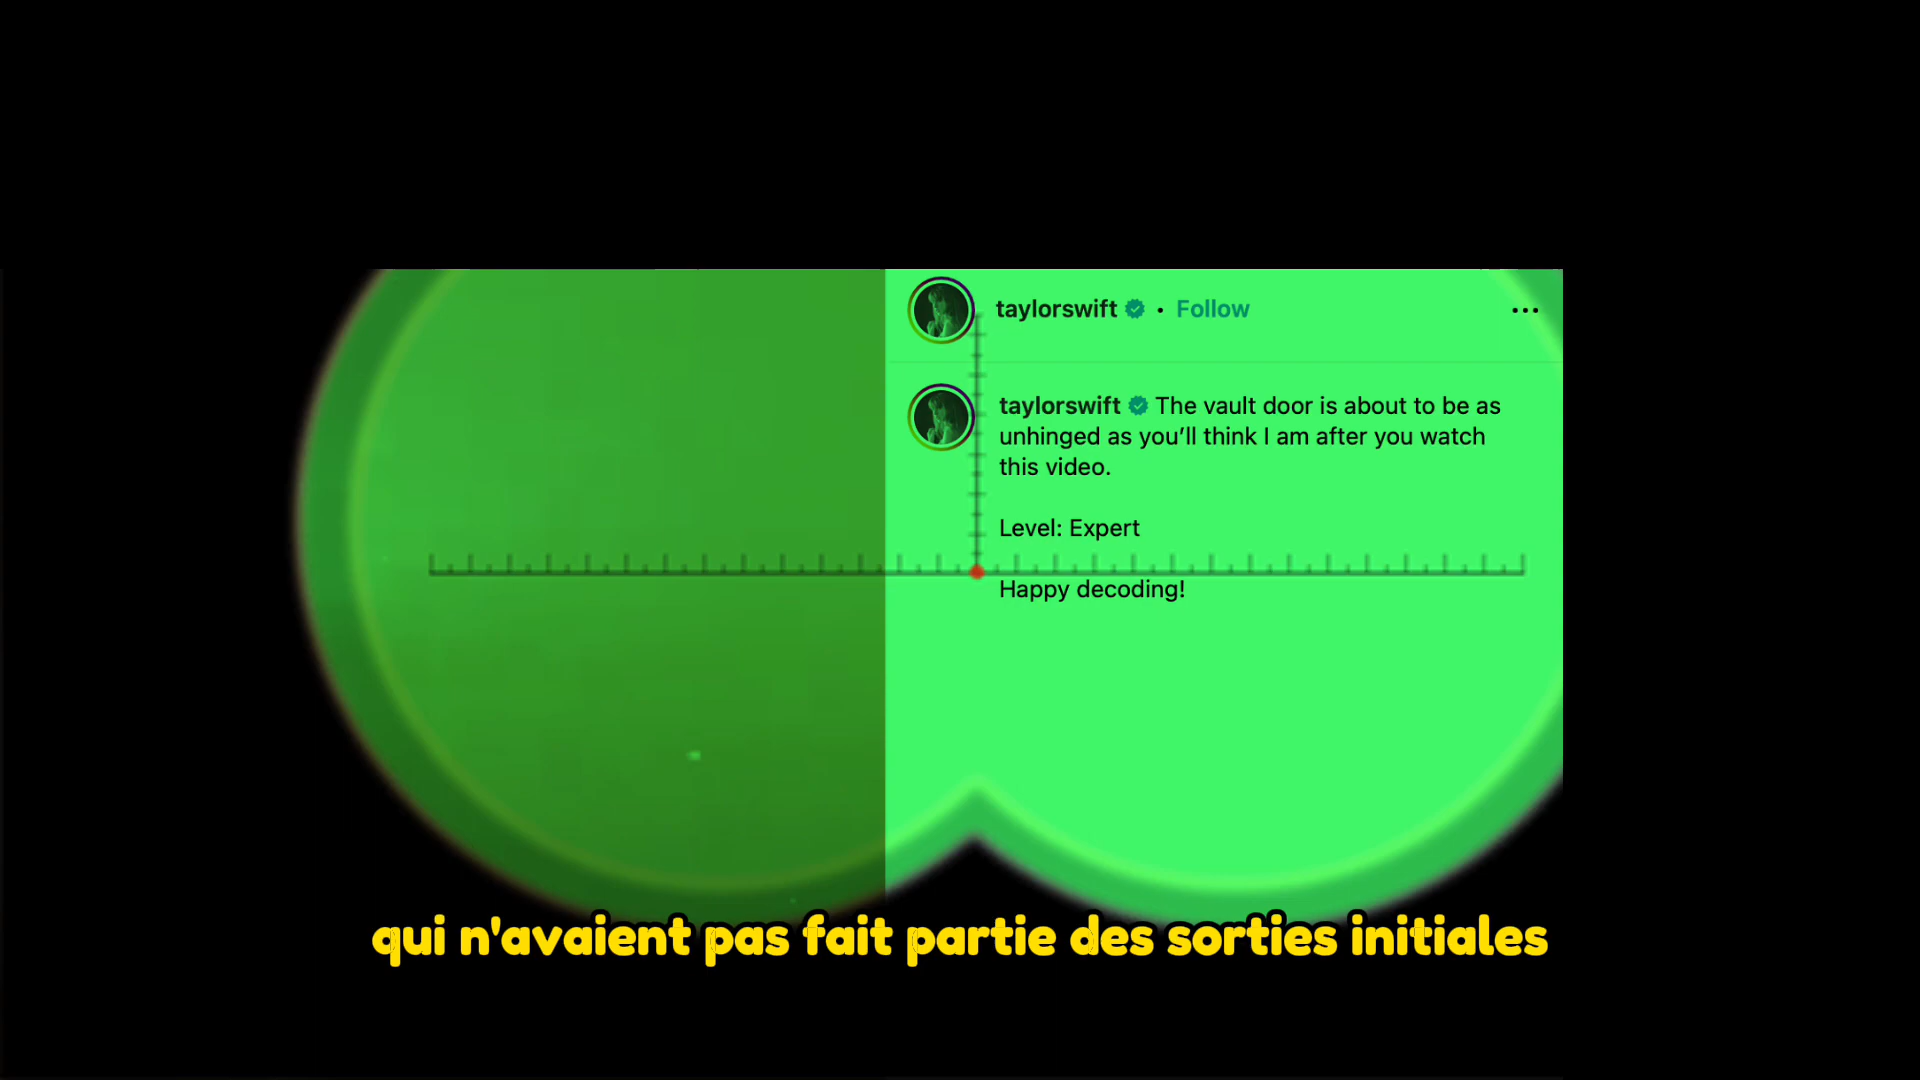 taylorswift • Follow
taylorswift The vault door is about to be as
unhinged as you’ll think I am after you watch
this video.
Level: Expert
Happy decoding!
qui n'avaient pas fait partie des sorties initiales